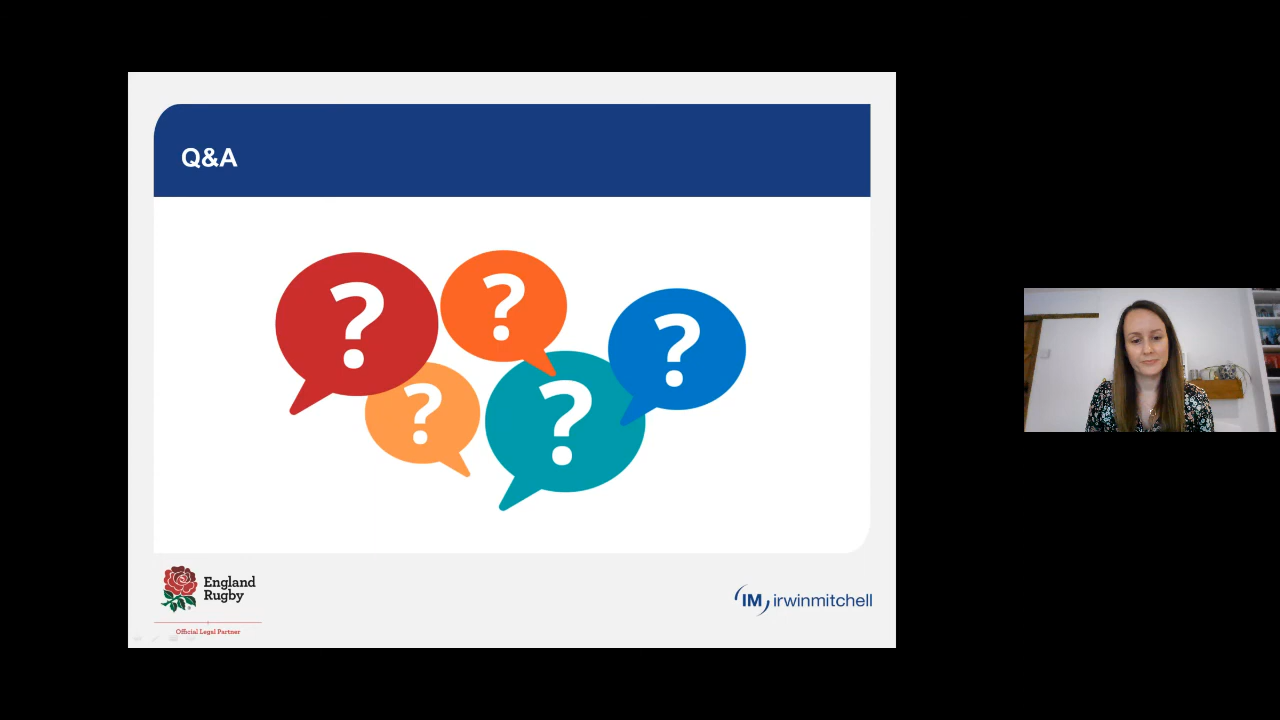 Q&A
?
?
?
?
?
England
Rugby
Official Legal Partner
IM irwinmitchell